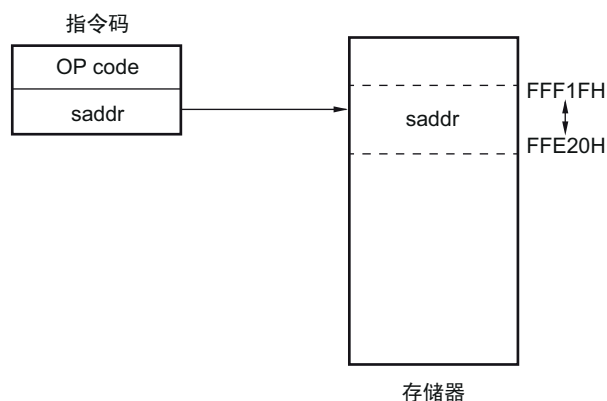 指令码
OP code
saddr
saddr
FFF1FH
FFE20H
存储器